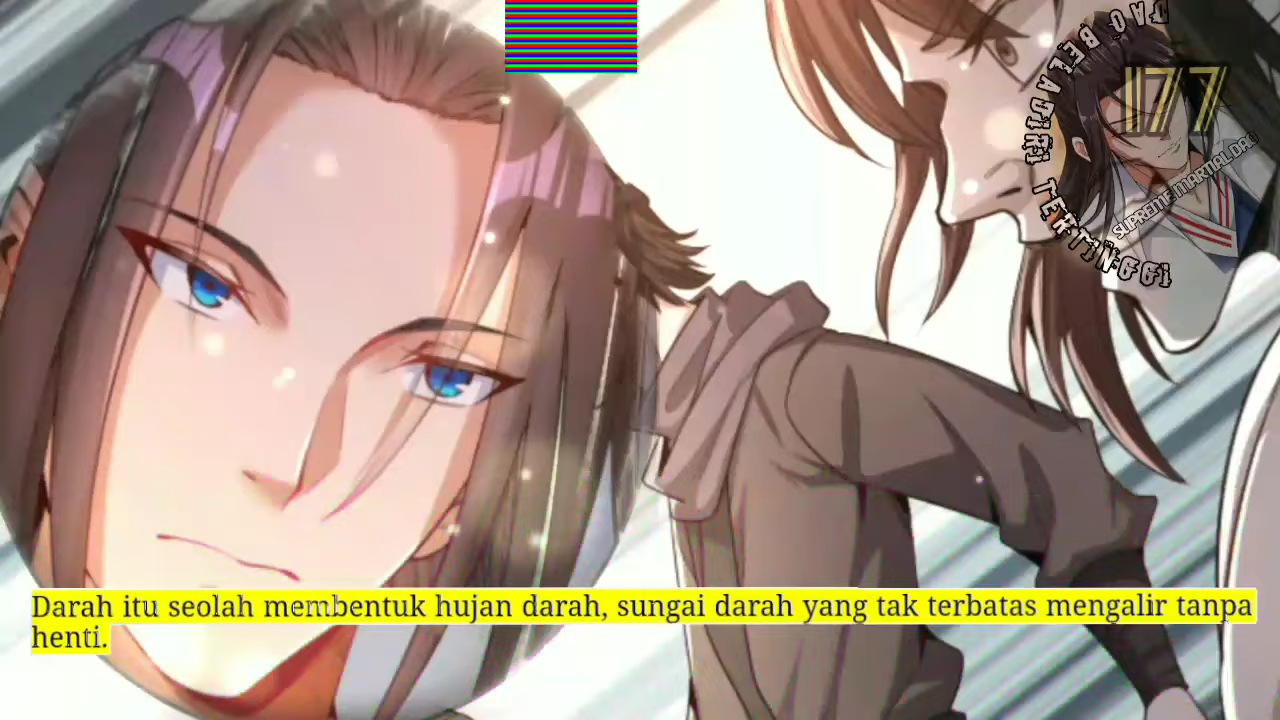 DAO BELADIRI TERTINGGI
177
SUPREME MARTIAL DAO
Darah itu seolah membentuk hujan darah, sungai darah yang tak terbatas mengalir tanpa
henti.